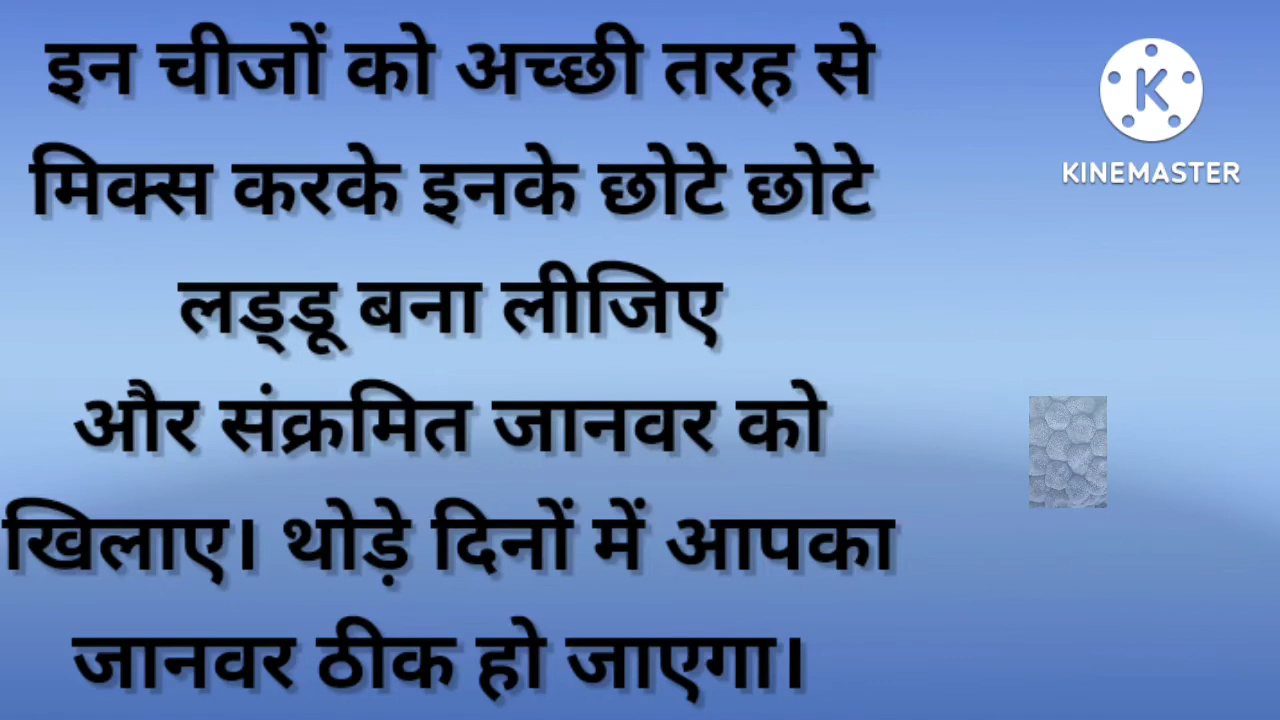 इन चीजों को अच्छी तरह से
मिक्स करके इनके छोटे छोटे
लड्डू बना लीजिए
और संक्रमित जानवर को
खिलाए। थोड़े दिनों में आपका
जानवर ठीक हो जाएगा।
K
KINEMASTER